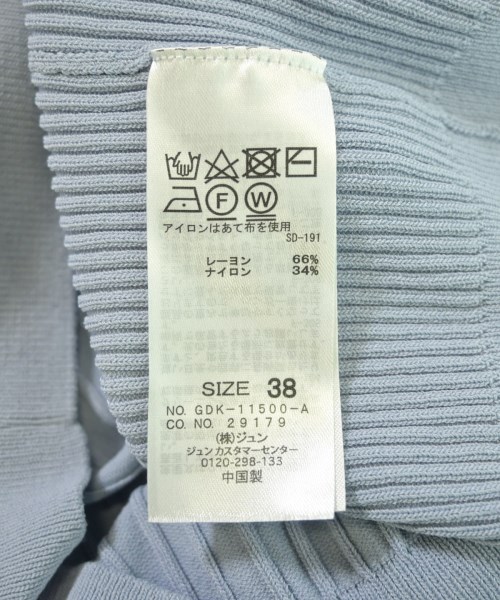 F W
アイロンはあて布を使用
SD-191
レーヨン 66%
ナイロン 34%
SIZE 38
NO. GDK-11500-A
CO. NO. 29179
(株)ジュン
ジュンカスタマーセンター
0120-298-133
中国製